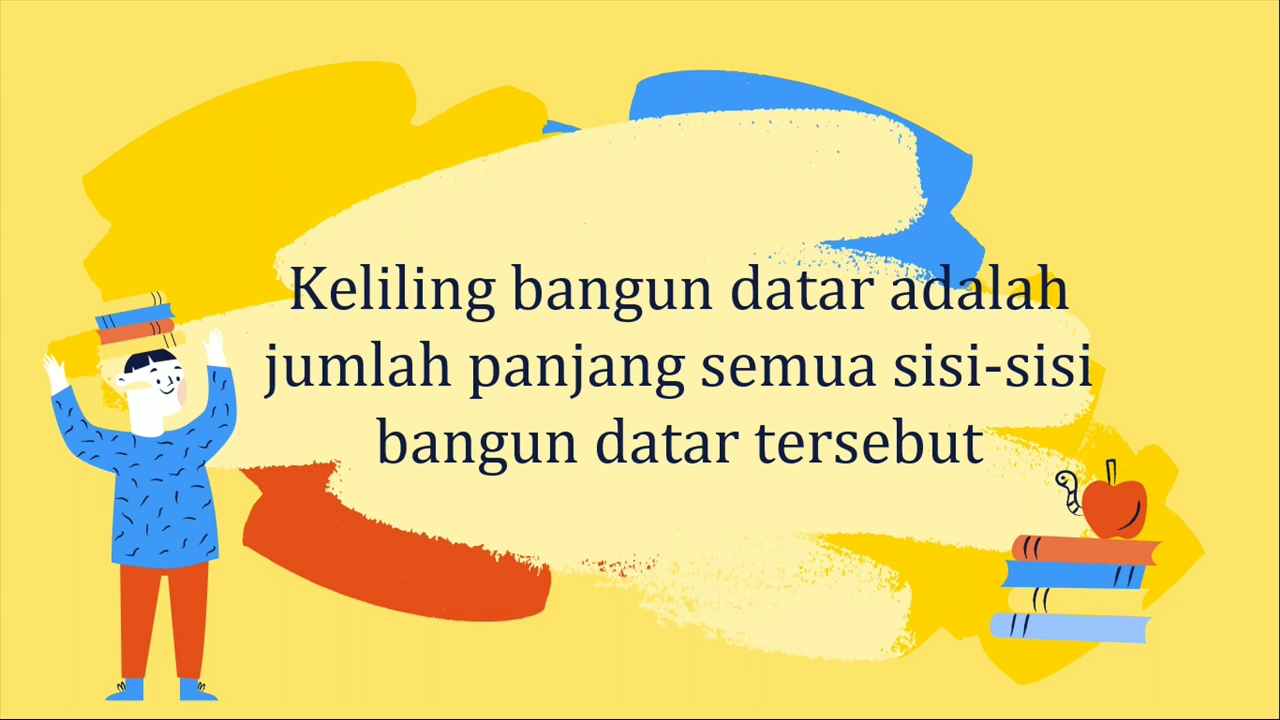 Keliling bangun datar adalah
jumlah panjang semua sisi-sisi
bangun datar tersebut